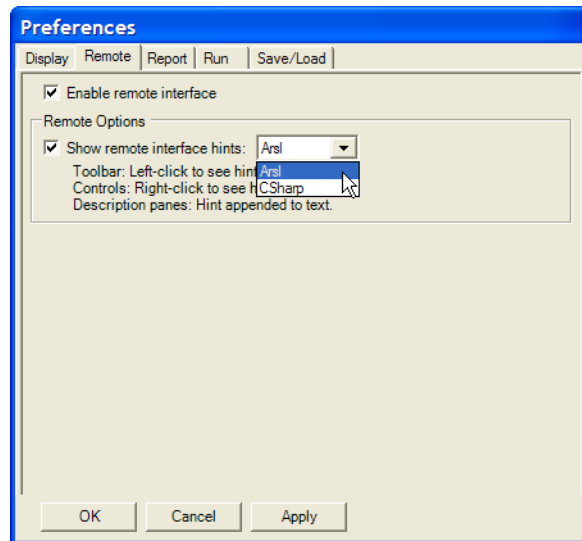 Preferences
Display Remote Report Run Save/Load
Enable remote interface
Remote Options
Show remote interface hints: Arsl
Toolbar: Left-click to see hint Arsl
Controls: Right-click to see h CSharp
Description panes: Hint appended to text.
OK Cancel Apply